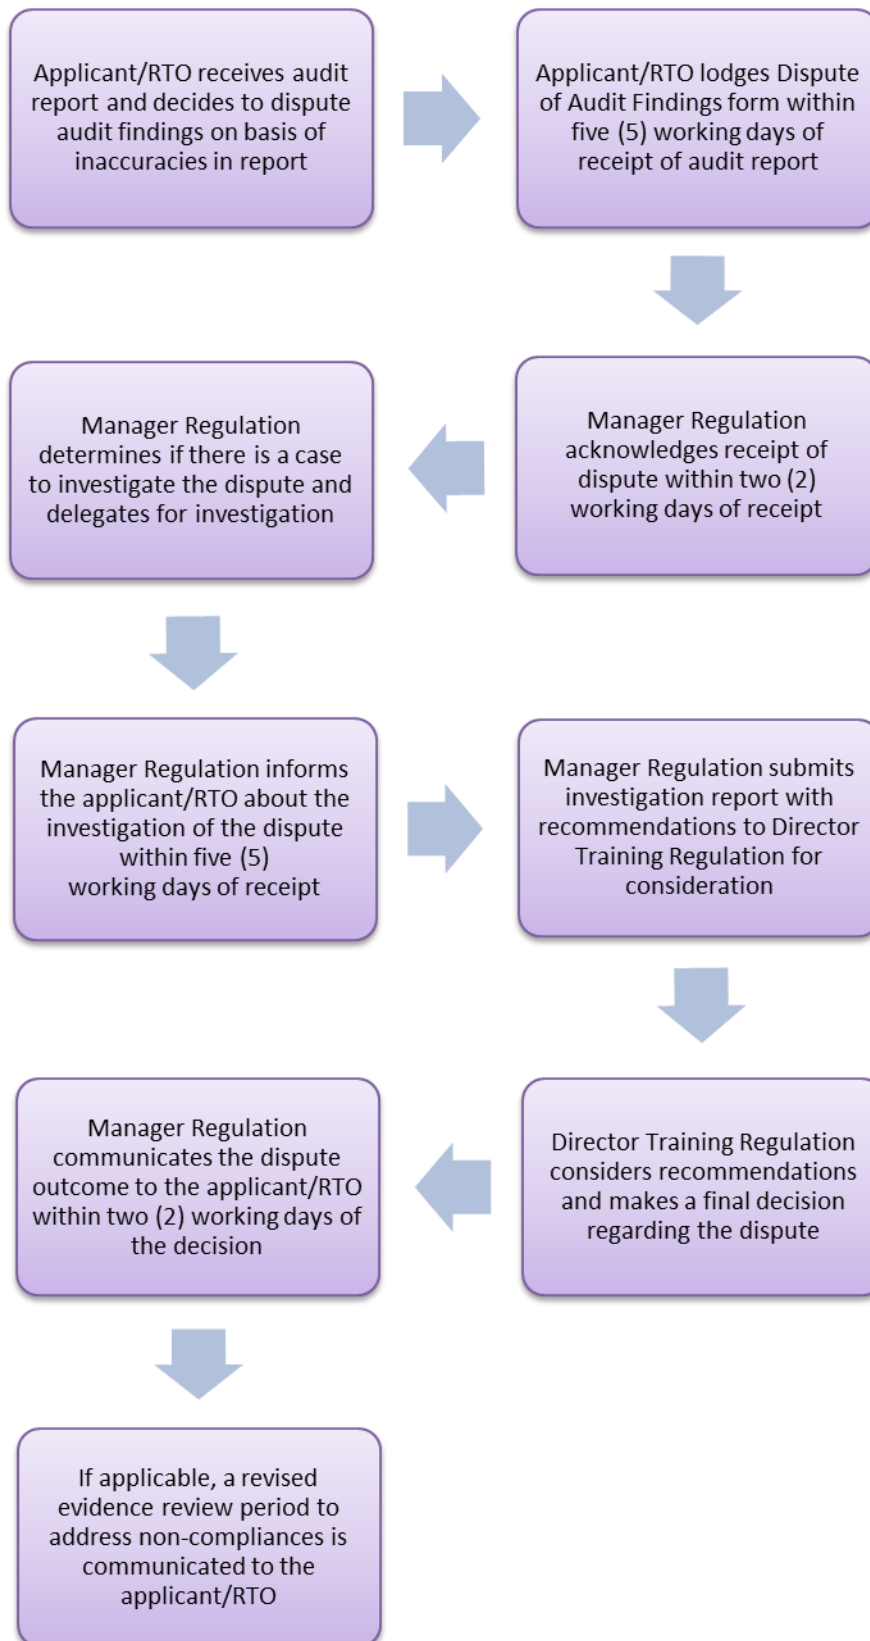 Applicant/RTO receives audit
report and decides to dispute
audit findings on basis of
inaccuracies in report
Applicant/RTO lodges Dispute
of Audit Findings form within
five (5) working days of
receipt of audit report
Manager Regulation
acknowledges receipt of
dispute within two (2)
working days of receipt
Manager Regulation
determines if there is a case
to investigate the dispute and
delegates for investigation
Manager Regulation informs
the applicant/RTO about the
investigation of the dispute
within five (5)
working days of receipt
Manager Regulation submits
investigation report with
recommendations to Director
Training Regulation for
consideration
Director Training Regulation
considers recommendations
and makes a final decision
regarding the dispute
Manager Regulation
communicates the dispute
outcome to the applicant/RTO
within two (2) working days of
the decision
If applicable, a revised
evidence review period to
address non-compliances is
communicated to the
applicant/RTO